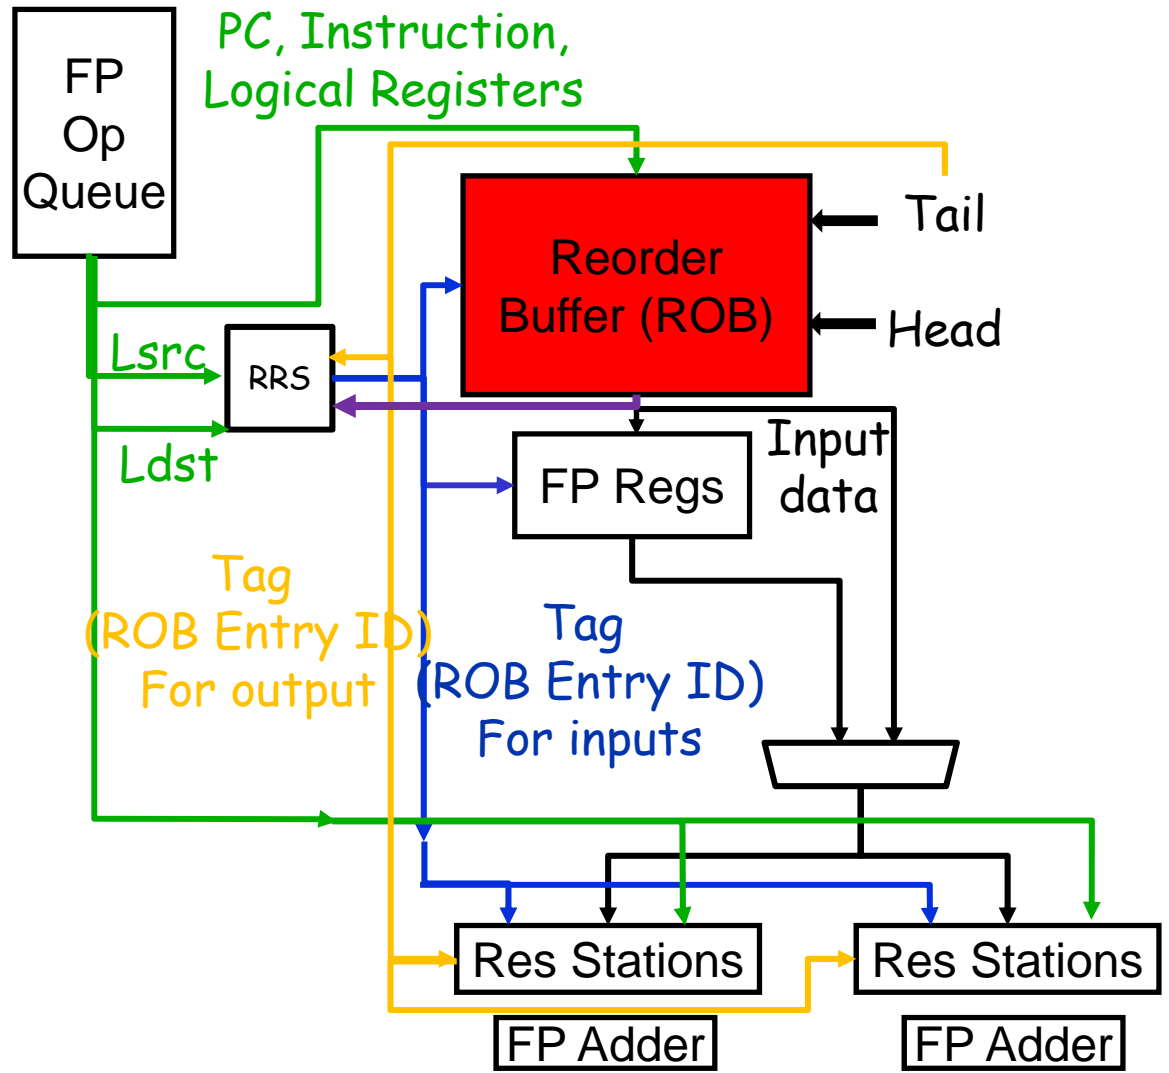 FP
Op
Queue
PC, Instruction,
Logical Registers
Reorder
Buffer (ROB)
Tail
Head
Lsrc
RRS
Ldst
FP Regs
Input
data
Tag
(ROB Entry ID)
For output
Tag
(ROB Entry ID)
For inputs
Res Stations
Res Stations
FP Adder
FP Adder